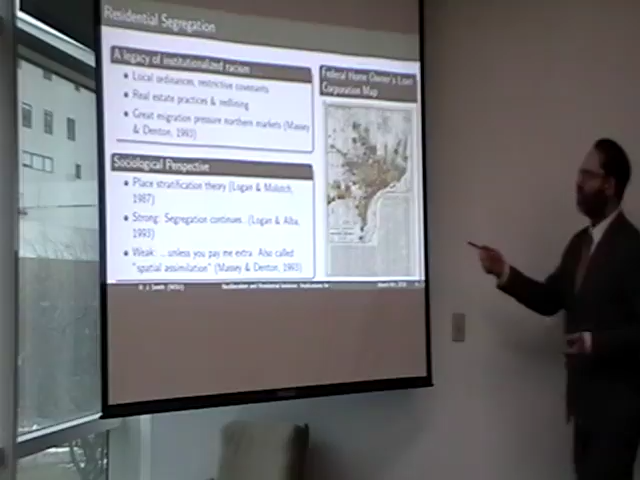 Residential Segregation
A legacy of institutionalized racism
Local ordinances, restrictive covenants
Real estate practices & redlining
Great migration pressure northern markets (Massey
& Denton, 1993)
Federal Home Owner's Loan
Corporation Map
Sociological Perspective
Place stratification theory (Logan & Molotch,
1987)
Strong: Segregation continues. (Logan & Alba,
1993)
Weak: ... unless you pay me extra. Also called
"spatial assimilation" (Massey & Denton, 1993)